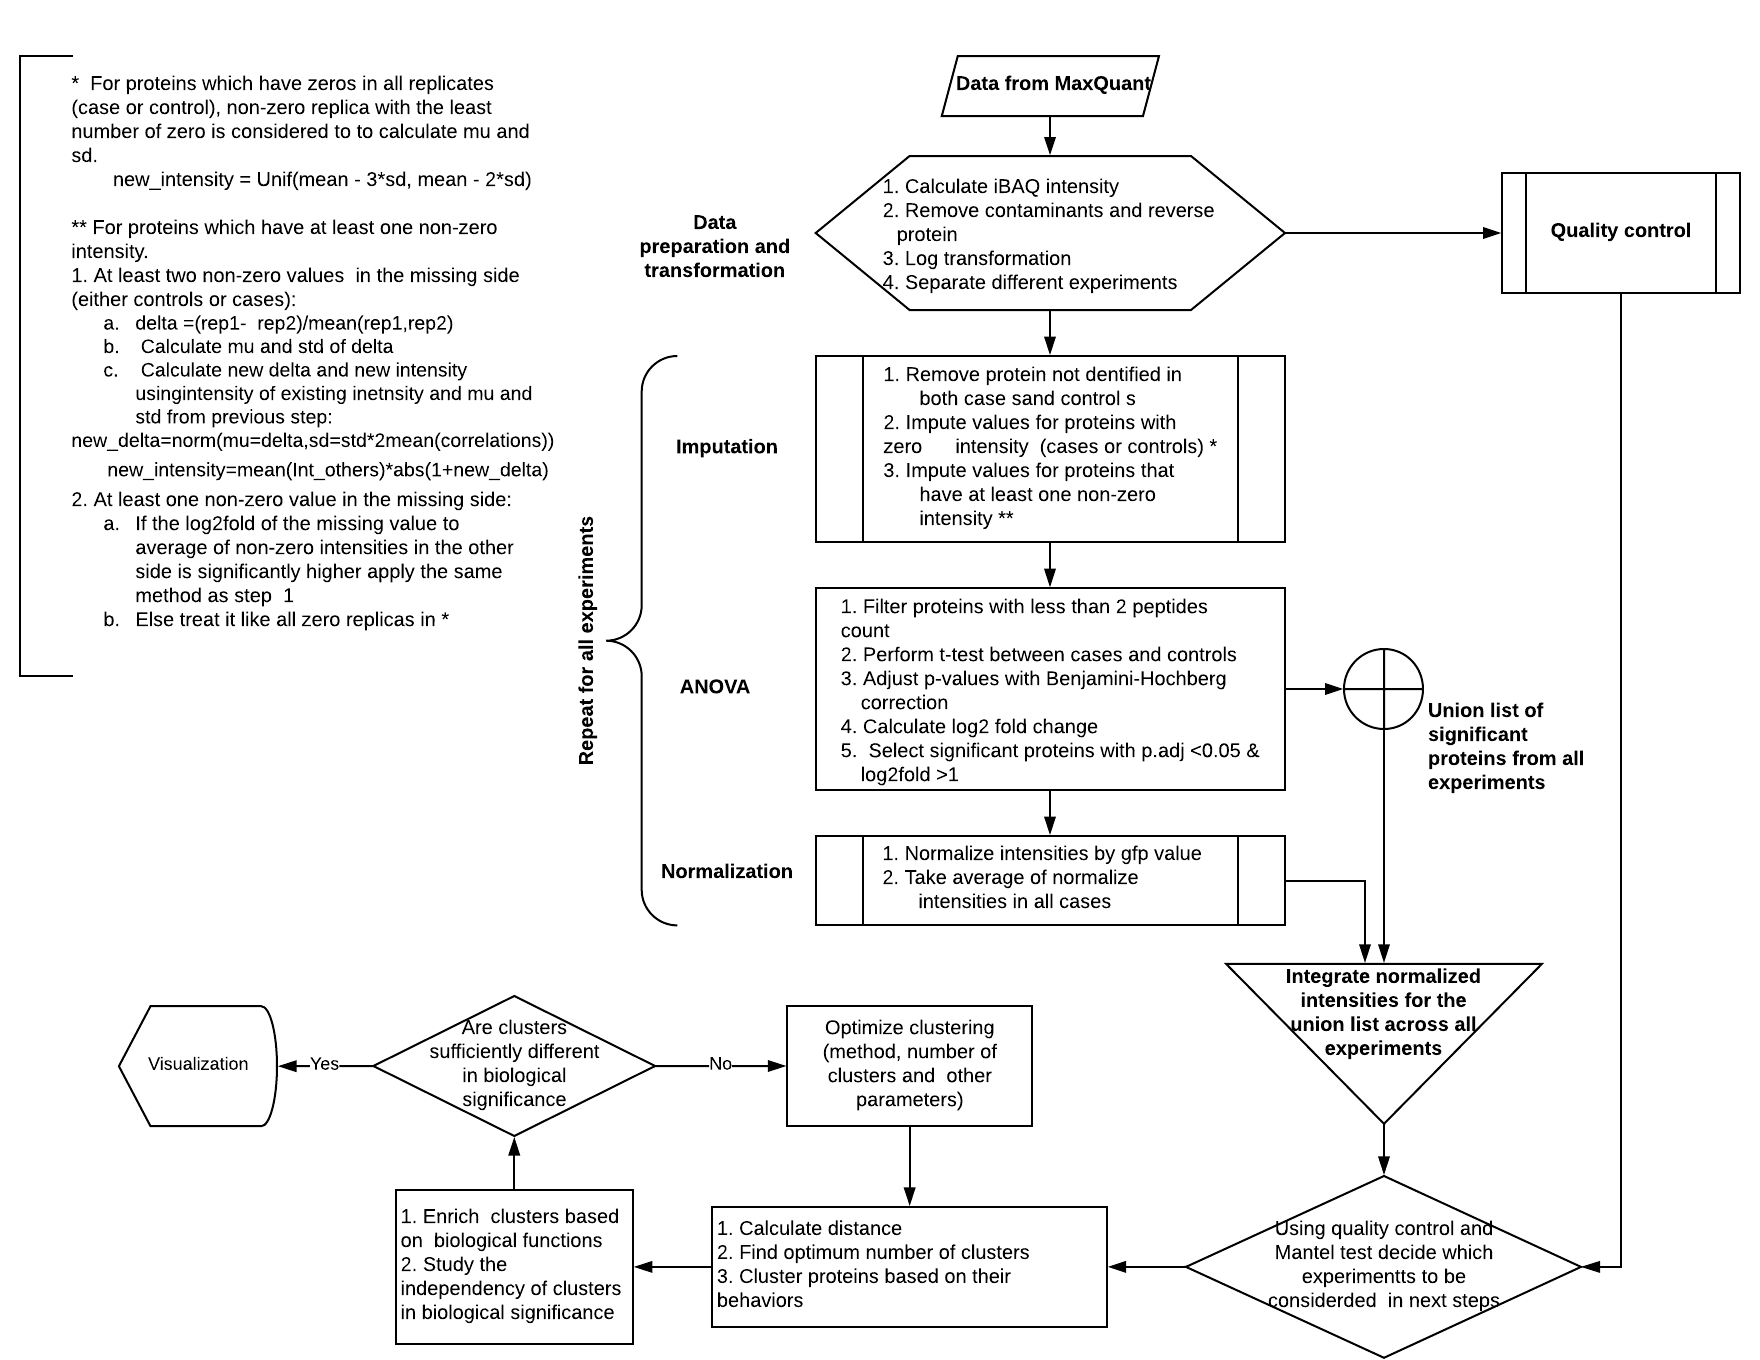 * For proteins which have zeros in all replicates
(case or control), non-zero replica with the least
number of zero is considered to to calculate mu and
sd.
new_intensity = Unif(mean - 3*sd, mean - 2*sd)
** For proteins which have at least one non-zero
intensity.
1. At least two non-zero values in the missing side
(either controls or cases):
a. delta =(rep1- rep2)/mean(rep1,rep2)
b. Calculate mu and std of delta
c. Calculate new delta and new intensity
usingintensity of existing inetnsity and mu and
std from previous step:
new_delta=norm(mu=delta,sd=std*2mean(correlations))
new_intensity=mean(Int_others)*abs(1+new_delta)
2. At least one non-zero value in the missing side:
a. If the log2fold of the missing value to
average of non-zero intensities in the other
side is significantly higher apply the same
method as step 1
b. Else treat it like all zero replicas in *
Data from MaxQuant
Data
preparation and
transformation
1. Calculate iBAQ intensity
2. Remove contaminants and reverse
protein
3. Log transformation
4. Separate different experiments
Quality control
Repeat for all experiments
Imputation
1. Remove protein not dentified in
both case sand control s
2. Impute values for proteins with
zero intensity (cases or controls) *
3. Impute values for proteins that
have at least one non-zero
intensity **
ANOVA
1. Filter proteins with less than 2 peptides
count
2. Perform t-test between cases and controls
3. Adjust p-values with Benjamini-Hochberg
correction
4. Calculate log2 fold change
5. Select significant proteins with p.adj <0.05 &
log2fold >1
Union list of
significant
proteins from all
experiments
Normalization
1. Normalize intensities by gfp value
2. Take average of normalize
intensities in all cases
Integrate normalized
intensities for the
union list across all
experiments
Using quality control and
Mantel test decide which
experimentts to be
considerded in next steps
1. Calculate distance
2. Find optimum number of clusters
3. Cluster proteins based on their
behaviors
1. Enrich clusters based
on biological functions
2. Study the
independency of clusters
in biological significance
Are clusters
sufficiently different
in biological
significance
No
Optimize clustering
(method, number of
clusters and other
parameters)
Yes
Visualization